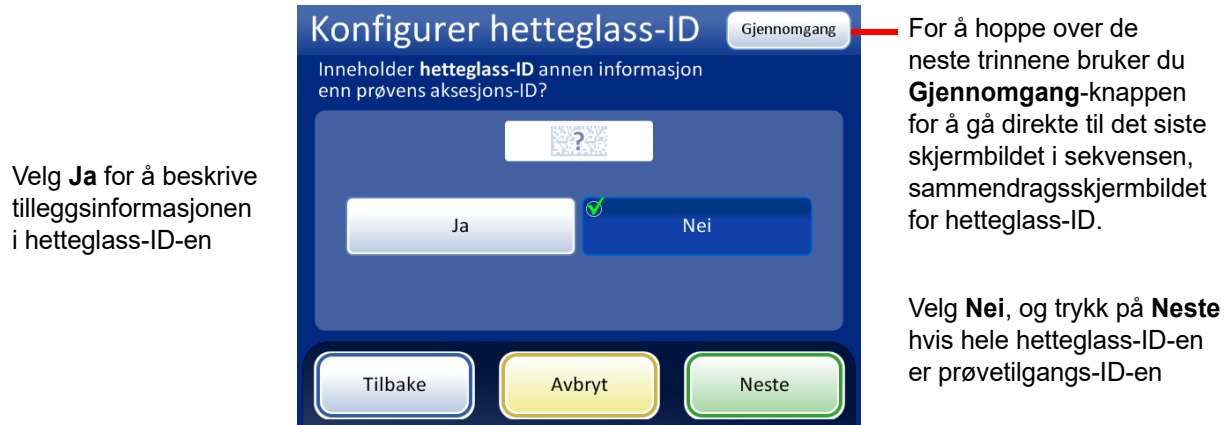 Velg Ja for å beskrive
tilleggsinformasjonen
i hetteglass-ID-en
Konfigurer hetteglass-ID
Gjennomgang
Inneholder hetteglass-ID annen informasjon
enn prøvens aksesjons-ID?
?
Ja
Nei
Tilbake
Avbryt
Neste
For å hoppe over de
neste trinnene bruker du
Gjennomgang-knappen
for å gå direkte til det siste
skjermbildet i sekvensen,
sammendragsskjermbildet
for hetteglass-ID.
Velg Nei, og trykk på Neste
hvis hele hetteglass-ID-en
er prøvetilgangs-ID-en